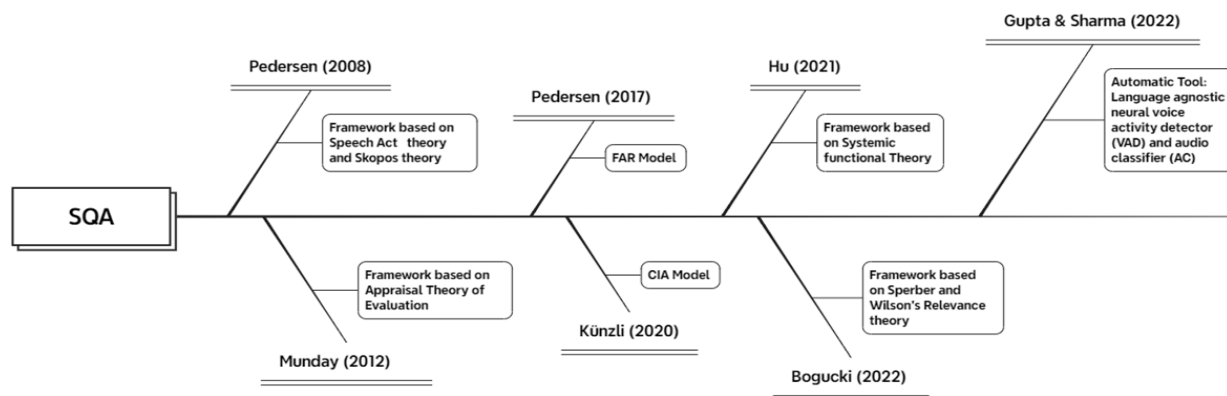 Gupta & Sharma (2022)
Pedersen (2008)
Hu (2021)
Pedersen (2017)
Automatic Tool:
Language agnostic
neural voice
activity detector
(VAD) and audio
classifier (AC)
Framework based on
Speech Act theory
and Skopos theory
FAR Model
Framework based
on Systemic
functional Theory
SQA
Framework based on
Appraisal Theory of
Evaluation
CIA Model
Framework based
on Sperber and
Wilson's Relevance
theory
Munday (2012)
Künzli (2020)
Bogucki (2022)